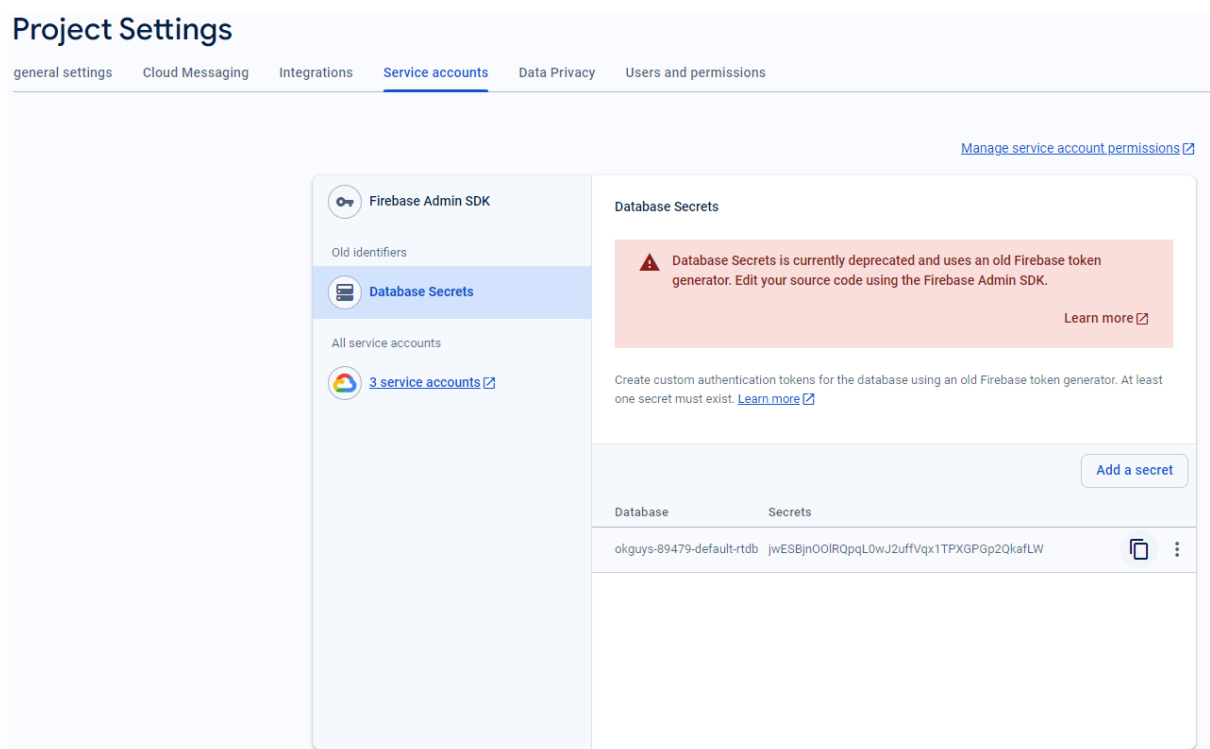 Project Settings
general settings Cloud Messaging Integrations Service accounts Data Privacy Users and permissions
Manage service account permissions
Firebase Admin SDK
Old identifiers
Database Secrets
All service accounts
3 service accounts
Database Secrets
Database Secrets is currently deprecated and uses an old Firebase token
generator. Edit your source code using the Firebase Admin SDK.
Learn more
Create custom authentication tokens for the database using an old Firebase token generator. At least
one secret must exist. Learn more
Add a secret
Database Secrets
okguys-89479-default-rtdb jwESBjnOOlRQpqL0wJ2uffVqx1TPXGPGp2QkafLW